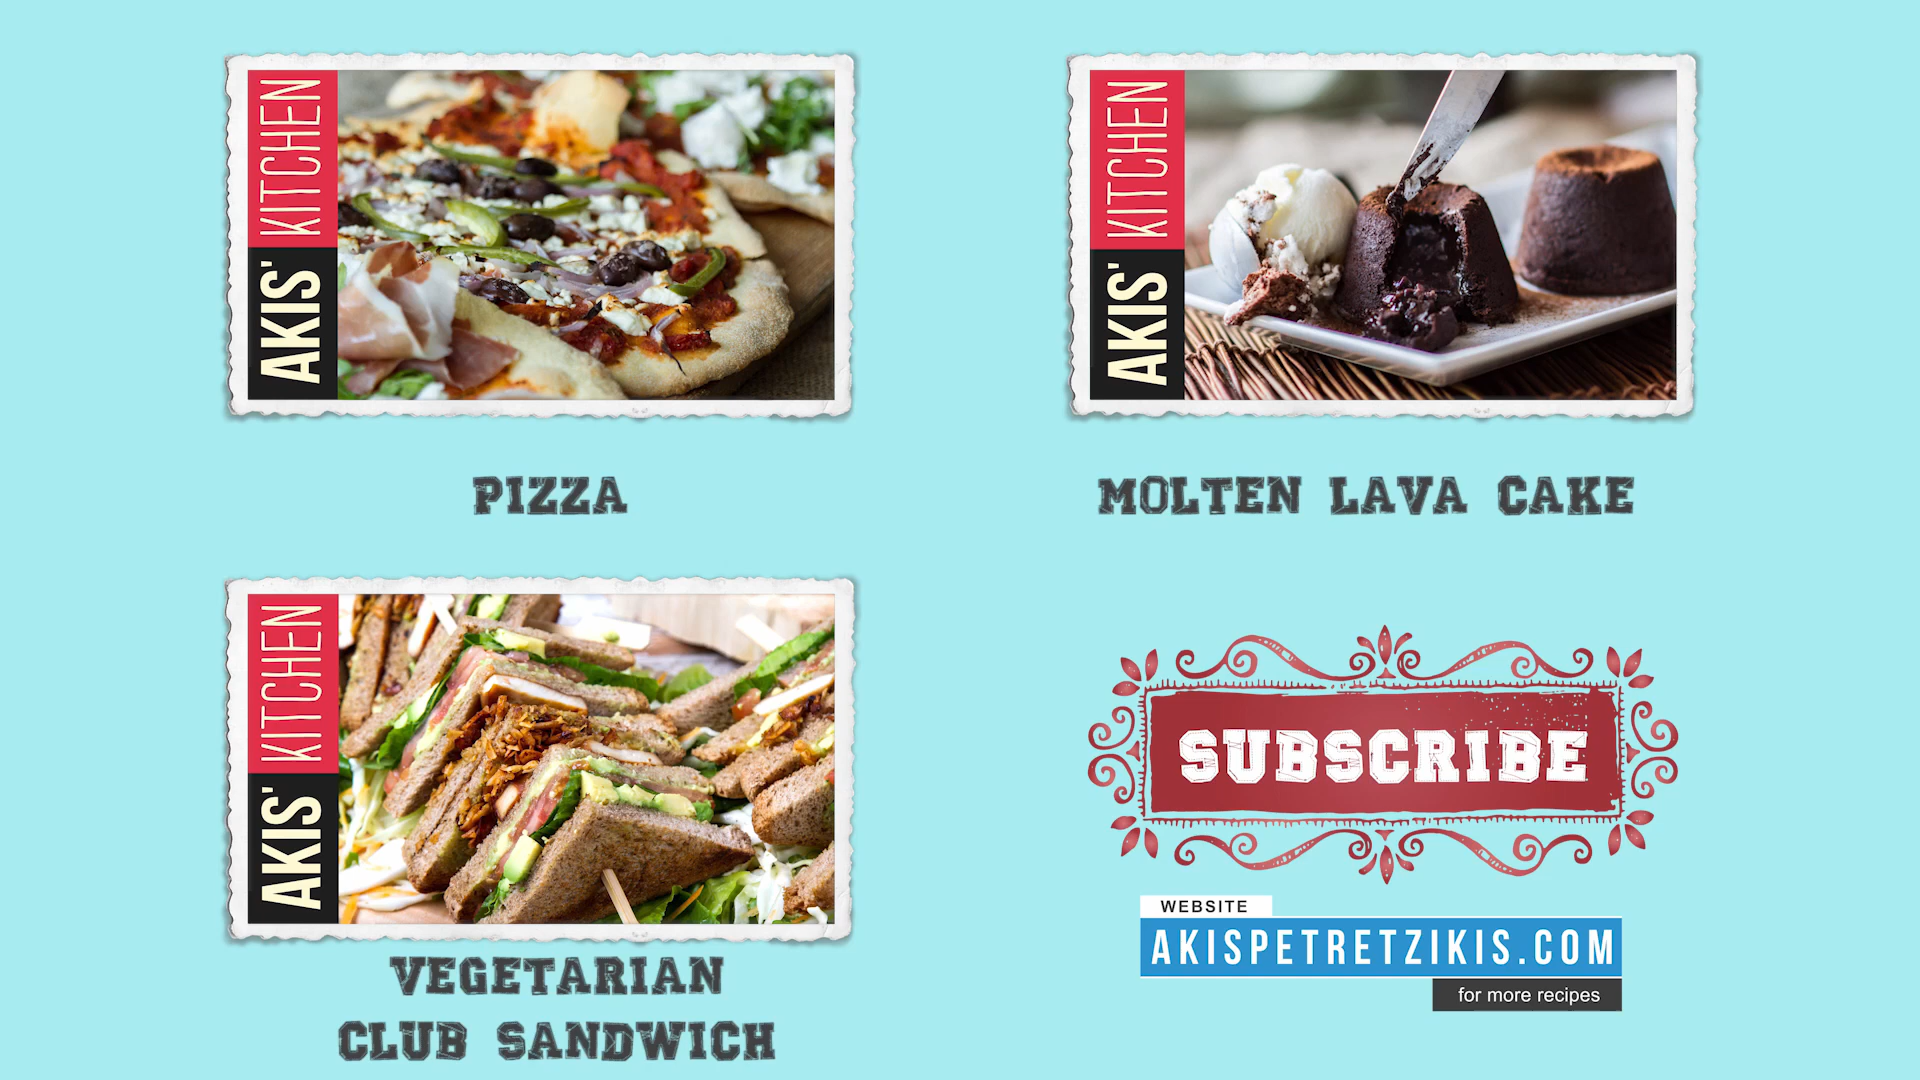 AKIS' KITCHEN
AKIS' KITCHEN
PIZZA
MOLTEN LAVA CAKE
AKIS' KITCHEN
VEGETARIAN
CLUB SANDWICH
SUBSCRIBE
WEBSITE
AKISPETRETZIKIS.COM
for more recipes